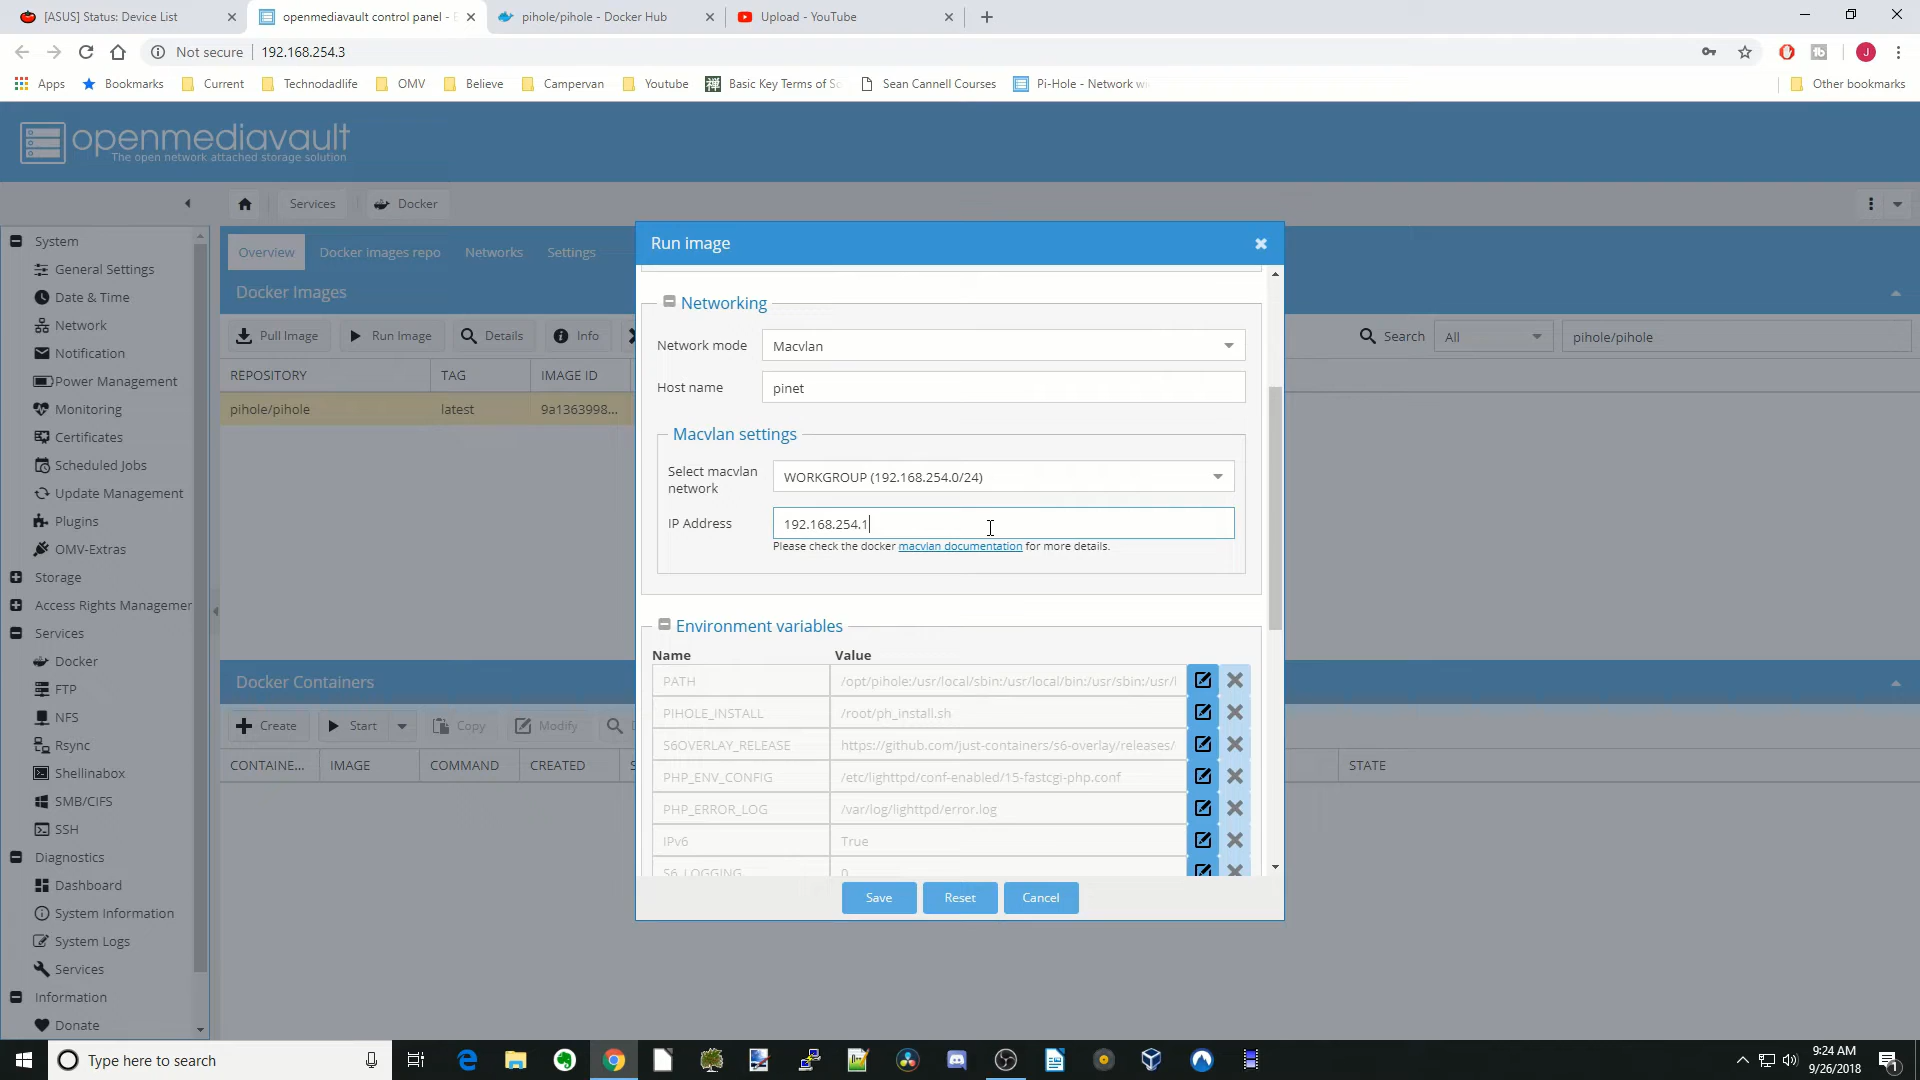 [ASUS] Status: Device List
openmediavault control panel -
pihole/pihole - Docker Hub
Upload - YouTube
Not secure
192.168.254.3
Apps
Bookmarks
Current
Technodadlife
OMV
Believe
Campervan
Youtube
Basic Key Terms of Sc
Sean Cannell Courses
Pi-Hole - Network
Other bookmarks
openmediavault
The open network attached storage solution
Services
Docker
System
General Settings
Date & Time
Network
Notification
Power Management
Monitoring
Certificates
Scheduled Jobs
Update Management
Plugins
OMV-Extras
Storage
Access Rights Managemen
Services
Docker
FTP
NFS
Rsync
Shellinabox
SMB/CIFS
SSH
Diagnostics
Dashboard
System Information
System Logs
Services
Information
Donate
Overview
Docker images repo
Networks
Settings
Docker Images
Pull Image
Run Image
Details
Info
Search
All
pihole/pihole
REPOSITORY
TAG
IMAGE ID
pihole/pihole
latest
9a1363998...
Docker Containers
Create
Start
Copy
Modify
CONTAINE...
IMAGE
COMMAND
CREATED
STATE
Run image
Networking
Network mode
Macvlan
Host name
pinet
Macvlan settings
Select macvlan
network
WORKGROUP (192.168.254.0/24)
IP Address
192.168.254.1
Please check the docker macvlan documentation for more details.
Environment variables
Name
Value
PATH
/opt/pihole:/usr/local/sbin:/usr/local/bin:/usr/sbin:/usr/l
PIHOLE_INSTALL
/root/ph_install.sh
S6OVERLAY_RELEASE
https://github.com/just-containers/s6-overlay/releases/
PHP_ENV_CONFIG
/etc/lighttpd/conf-enabled/15-fastcgi-php.conf
PHP_ERROR_LOG
/var/log/lighttpd/error.log
IPv6
True
S6_LOGGING
0
Save
Reset
Cancel
Type here to search
9:24 AM
9/26/2018